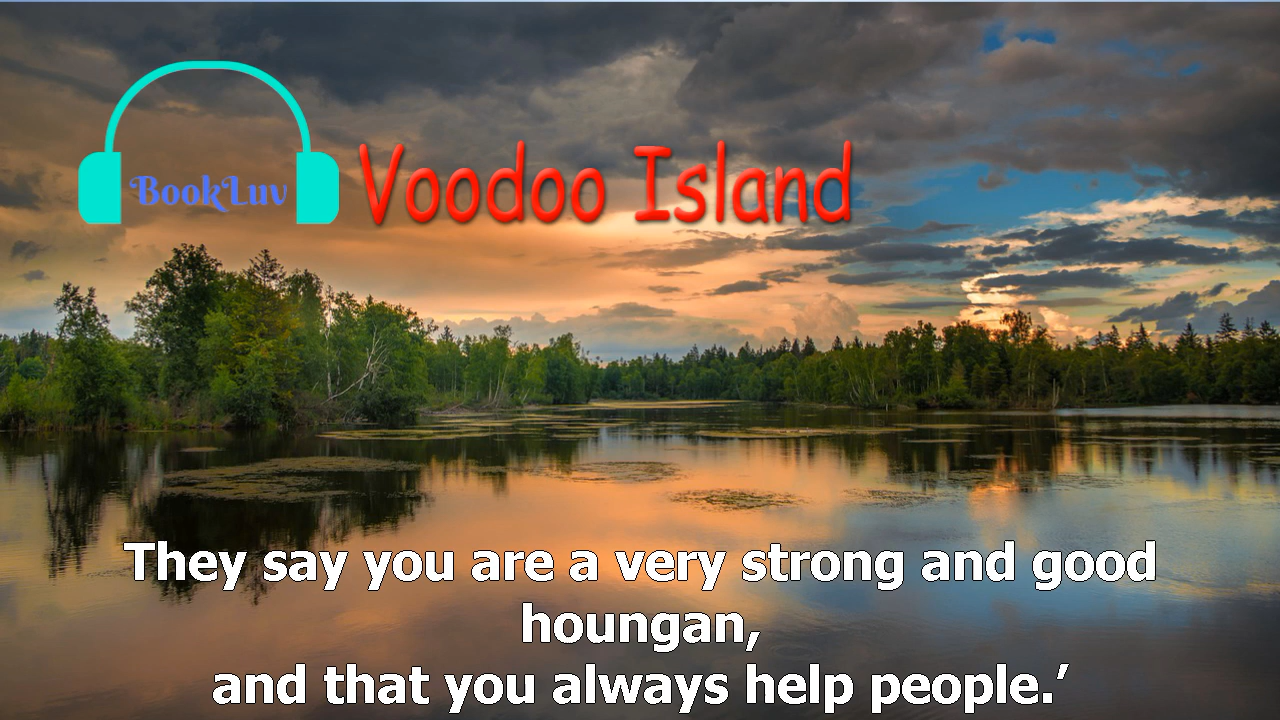 BookLuv
Voodoo Island
They say you are a very strong and good
houngan,
and that you always help people.’